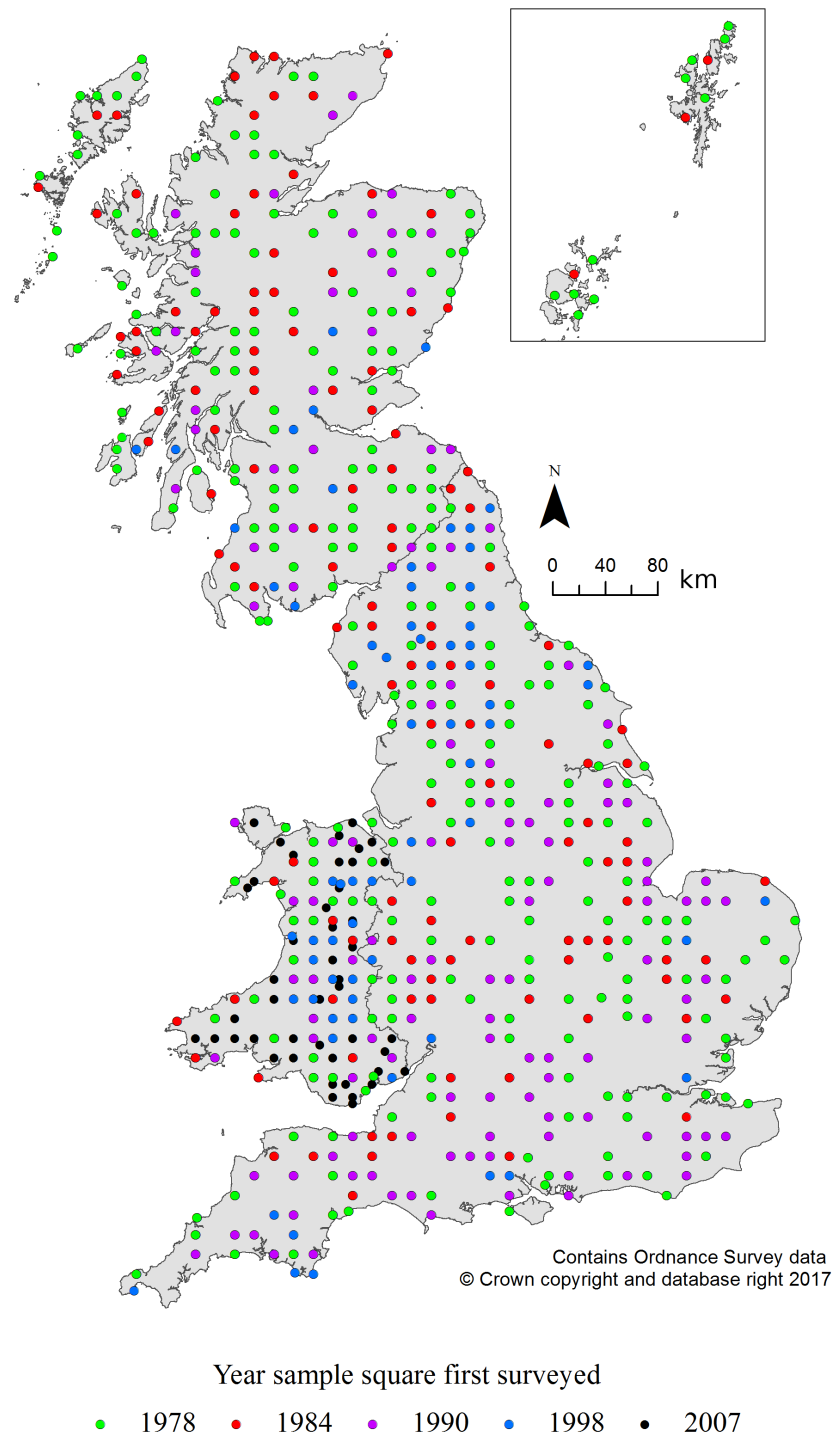 N
0 40 80
km
Contains Ordnance Survey data
© Crown copyright and database right 2017
Year sample square first surveyed
1978 1984 1990 1998 2007